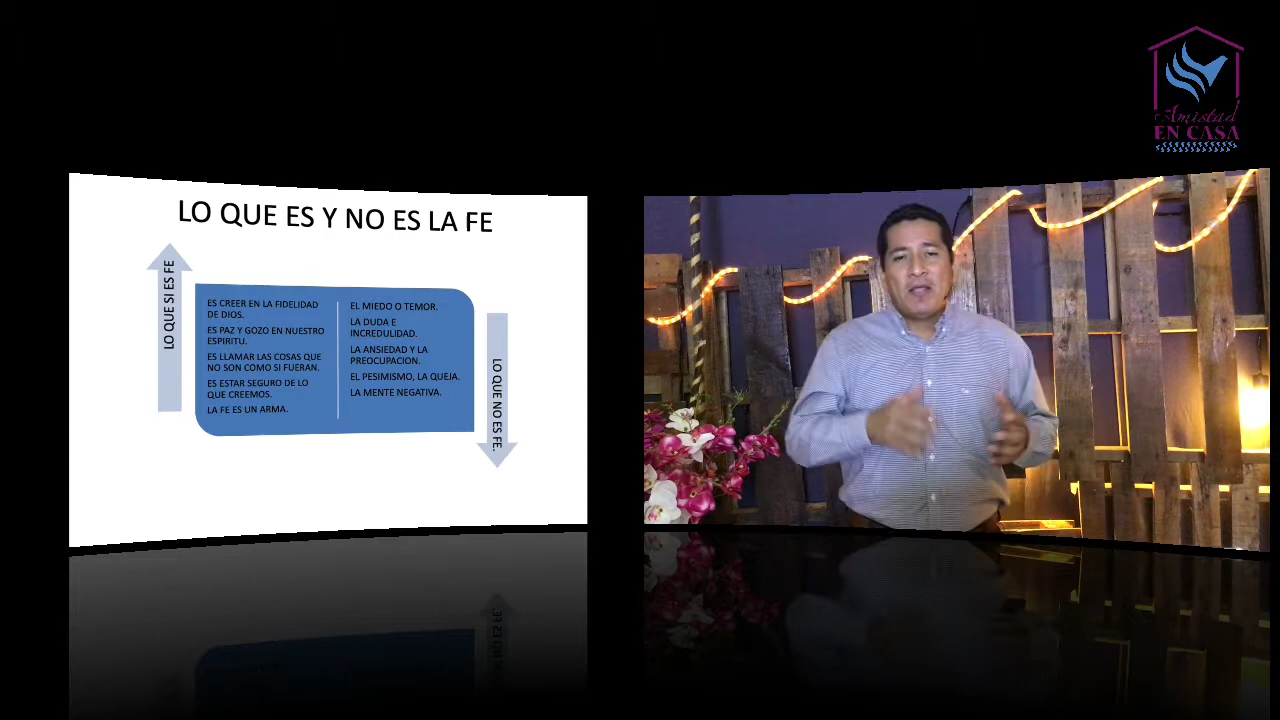 Amistad
EN CASA
LO QUE ES Y NO ES LA FE
LO QUE SI ES FE
ES CREER EN LA FIDELIDAD
DE DIOS.
ES PAZ Y GOZO EN NUESTRO
ESPIRITU.
ES LLAMAR LAS COSAS QUE
NO SON COMO SI FUERAN.
ES ESTAR SEGURO DE LO
QUE CREEMOS.
LA FE ES UN ARMA.
EL MIEDO O TEMOR.
LA DUDA E
INCREDULIDAD.
LA ANSIEDAD Y LA
PREOCUPACION.
EL PESIMISMO, LA QUEJA.
LA MENTE NEGATIVA.
LO QUE NO ES FE.